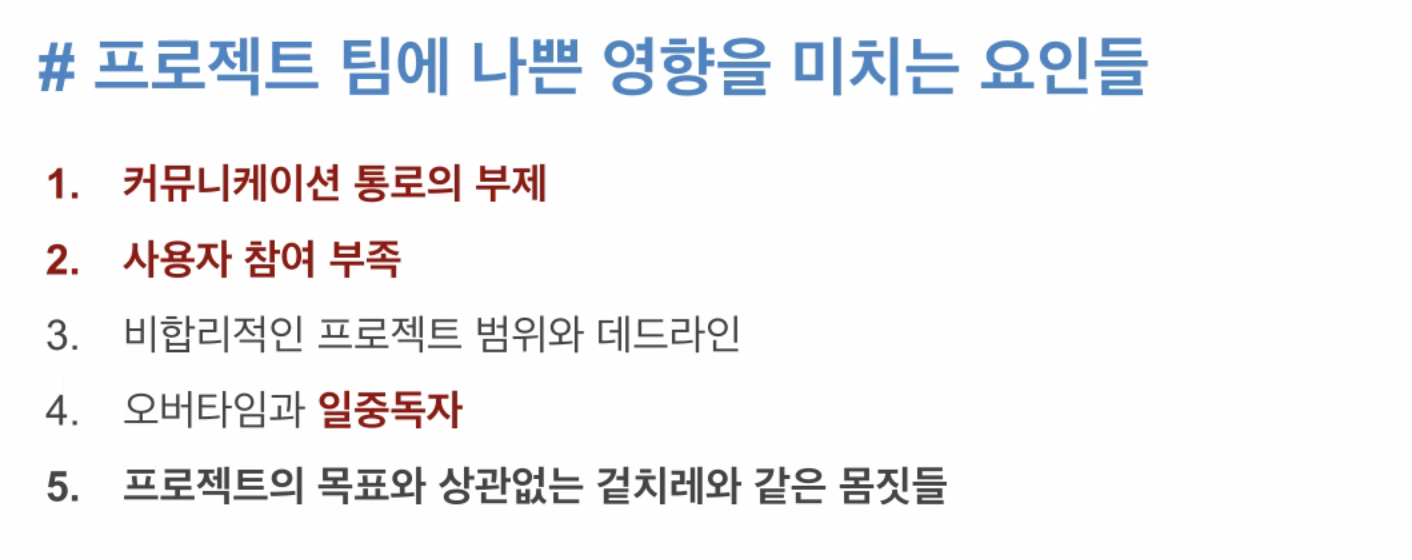 # 프로젝트 팀에 나쁜 영향을 미치는 요인들
1. 커뮤니케이션 통로의 부제
2. 사용자 참여 부족
3. 비합리적인 프로젝트 범위와 데드라인
4. 오버타임과 일중독자
5. 프로젝트의 목표와 상관없는 겉치레와 같은 몸짓들